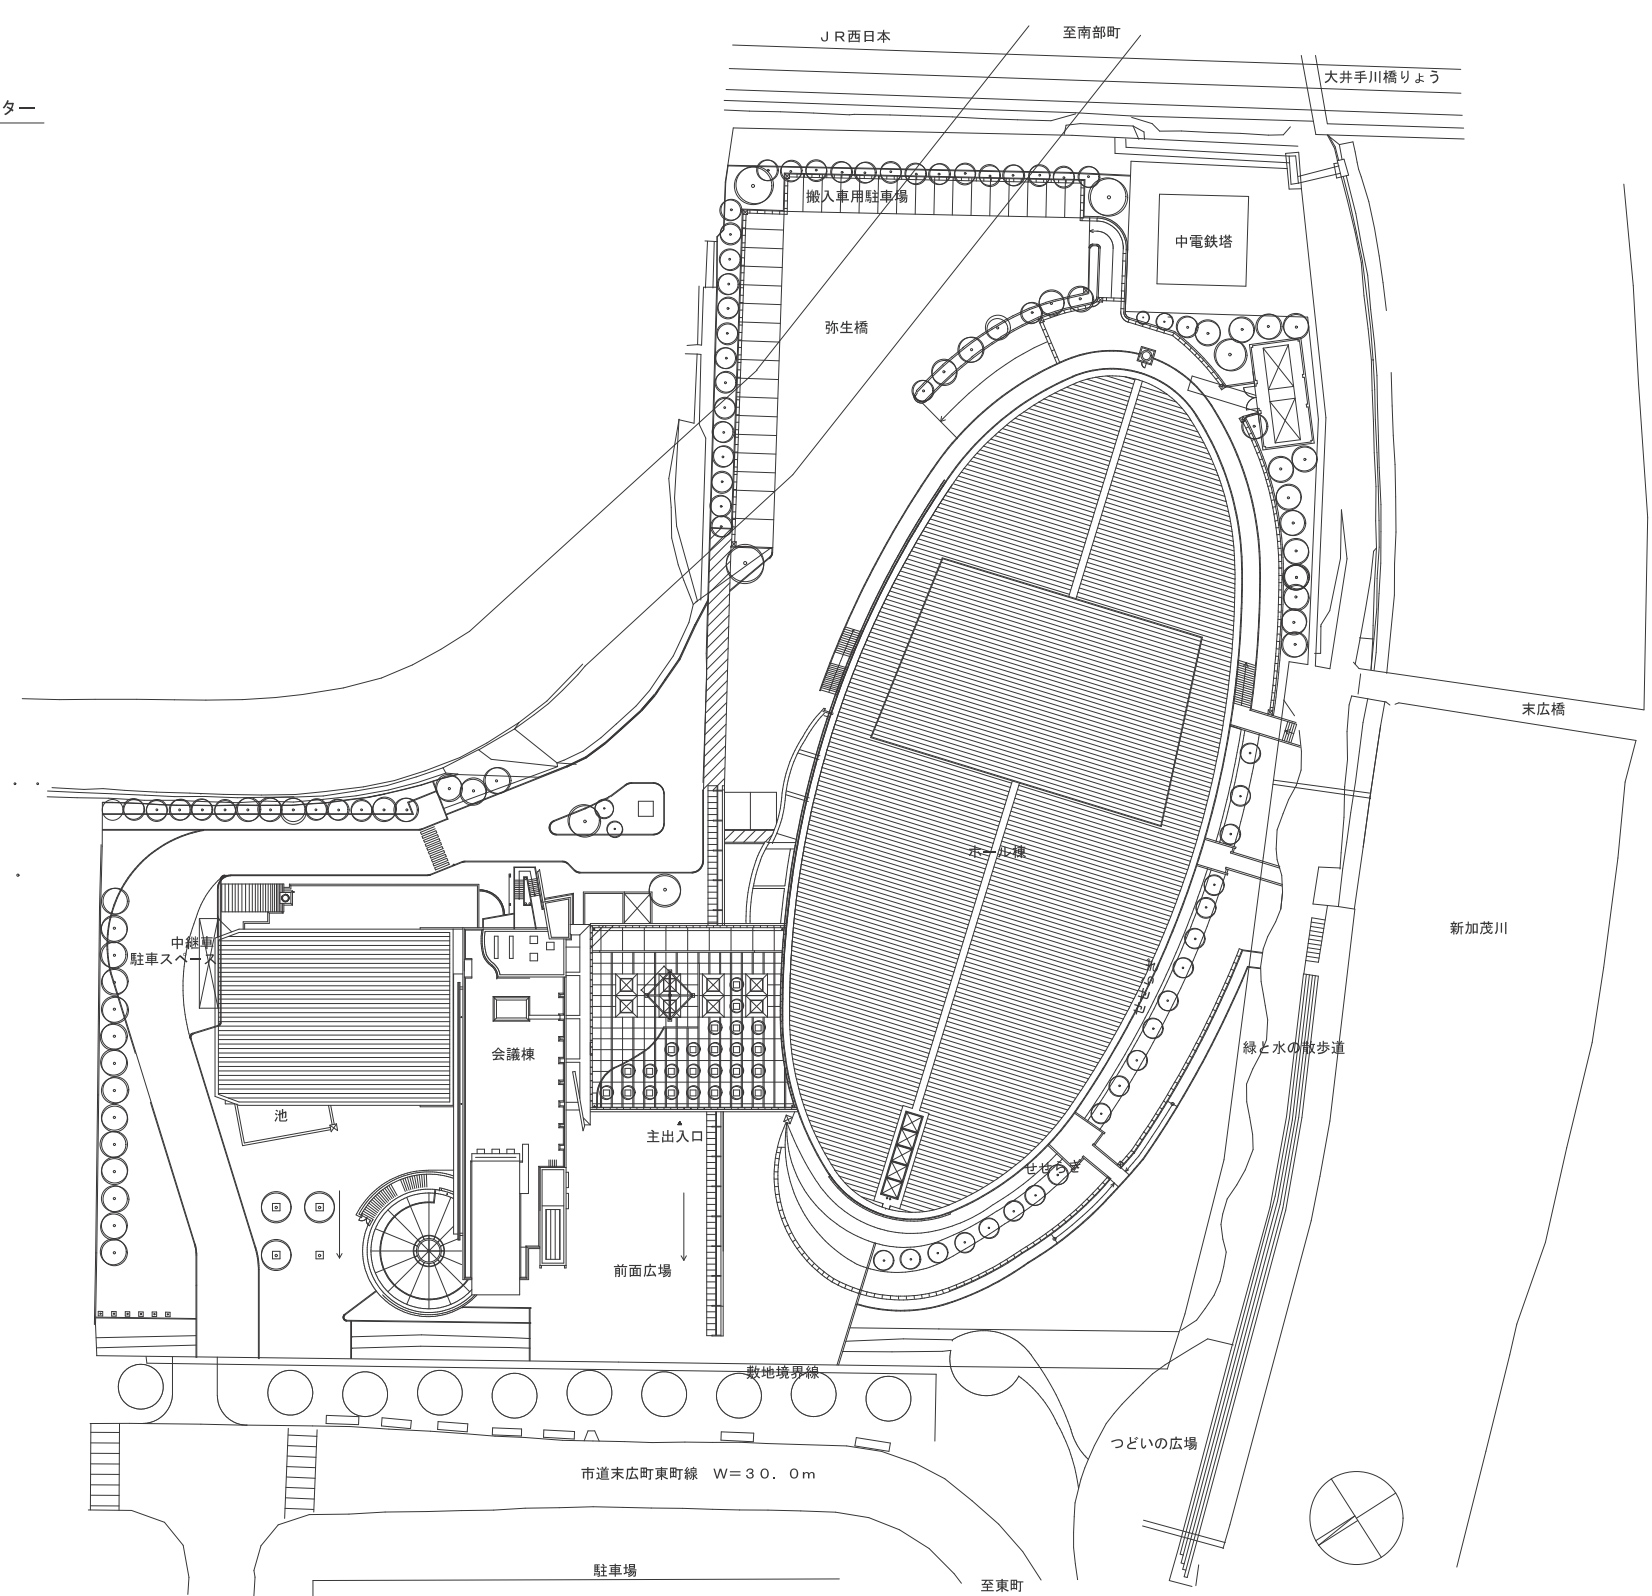 ＪＲ西日本
至南部町
大井手川橋りょう
ター
搬入車用駐車場
中電鉄塔
弥生橋
末広橋
ホール棟
新加茂川
中継車
駐車スペース
せせらぎ
緑と水の散歩道
会議棟
池
主出入口
せせらぎ
前面広場
敷地境界線
つどいの広場
市道末広町東町線　Ｗ＝３０．０ｍ
駐車場
至東町